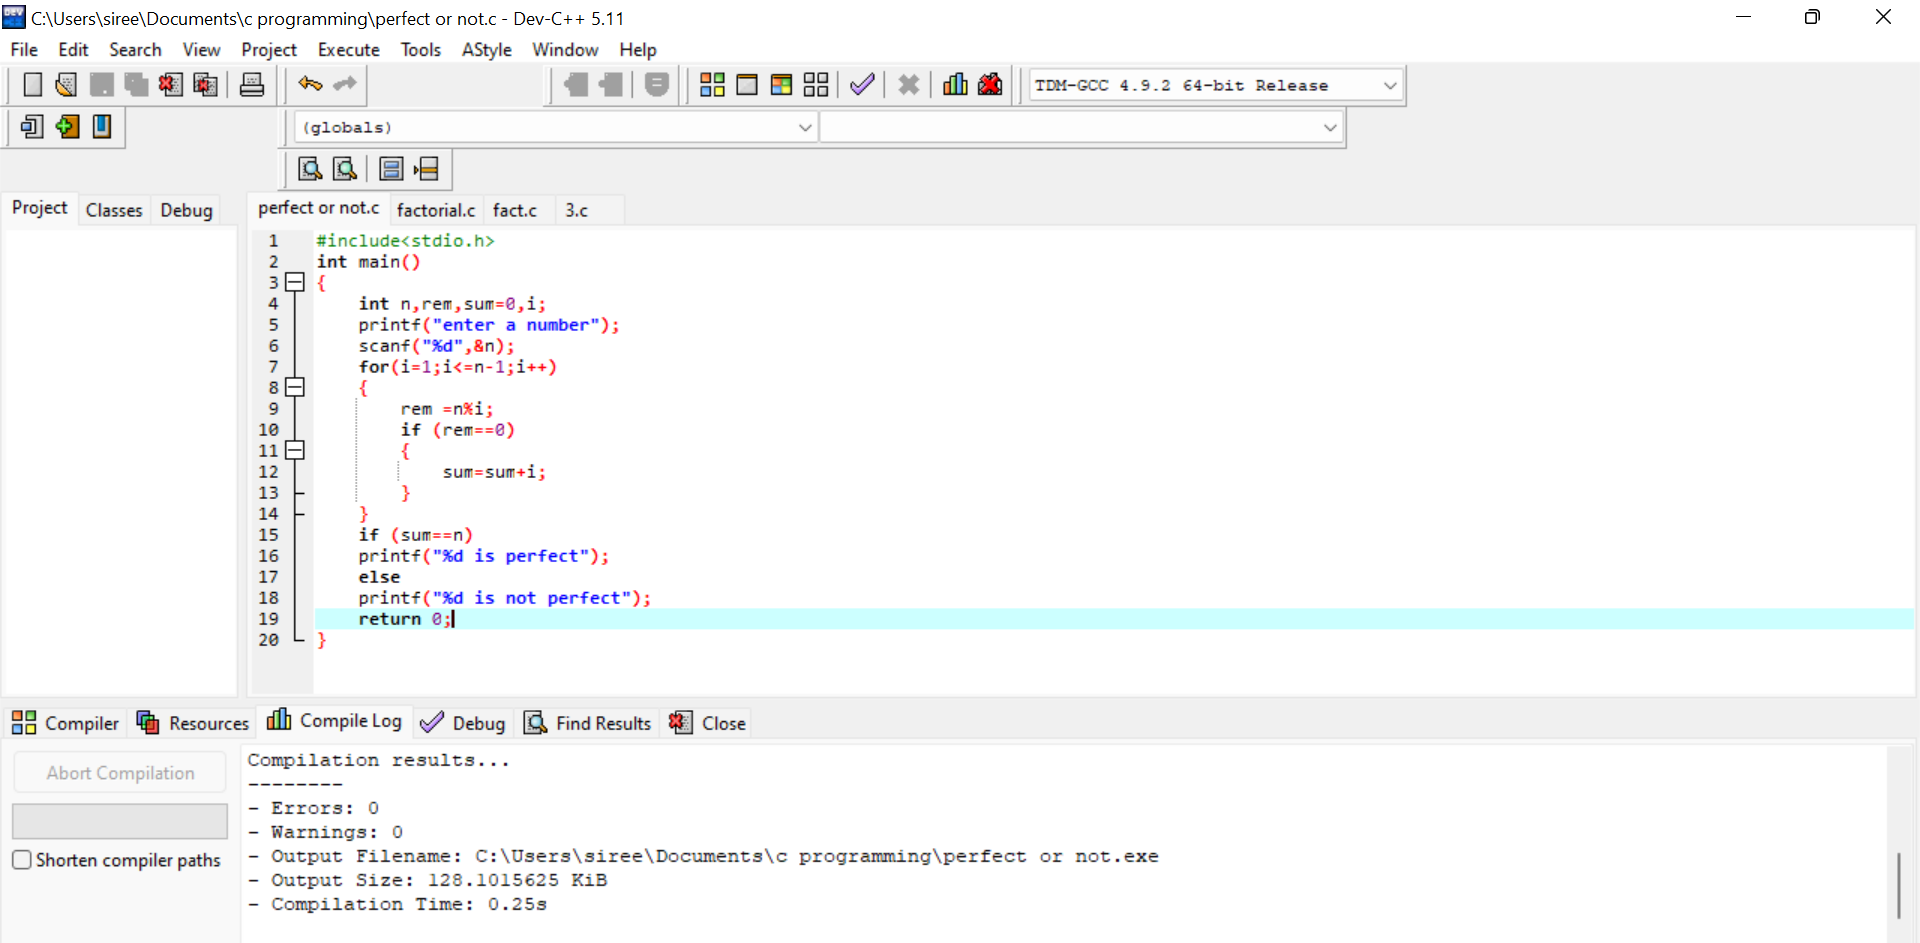 C:\Users\siree\Documents\c programming\perfect or not.c - Dev-C++ 5.11
File Edit Search View Project Execute Tools AStyle Window Help
TDM-GCC 4.9.2 64-bit Release
(globals)
Project Classes Debug
perfect or not.c factorial.c fact.c 3.c
1 #include<stdio.h>
2 int main()
3 {
4 int n,rem,sum=0,i;
5 printf("enter a number");
6 scanf("%d",&n);
7 for(i=1;i<=n-1;i++)
8 {
9 rem =n%i;
10 if (rem==0)
11 {
12 sum=sum+i;
13 }
14 }
15 if (sum==n)
16 printf("%d is perfect");
17 else
18 printf("%d is not perfect");
19 return 0;
20 }
Compiler Resources Compile Log Debug Find Results Close
Abort Compilation
Shorten compiler paths
Compilation results...
--------
- Errors: 0
- Warnings: 0
- Output Filename: C:\Users\siree\Documents\c programming\perfect or not.exe
- Output Size: 128.1015625 KiB
- Compilation Time: 0.25s